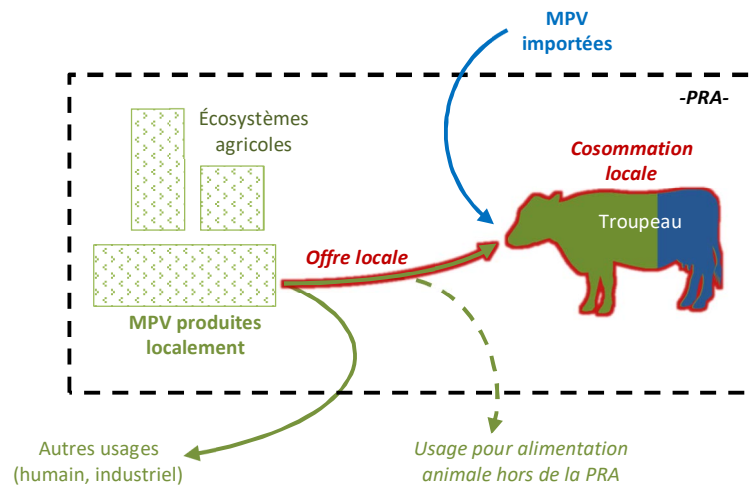 MPV
importées
-PRA-
Écosystèmes
agricoles
Cosommation
locale
Troupeau
Offre locale
MPV produites
localement
Autres usages
(humain, industriel)
Usage pour alimentation
animale hors de la PRA